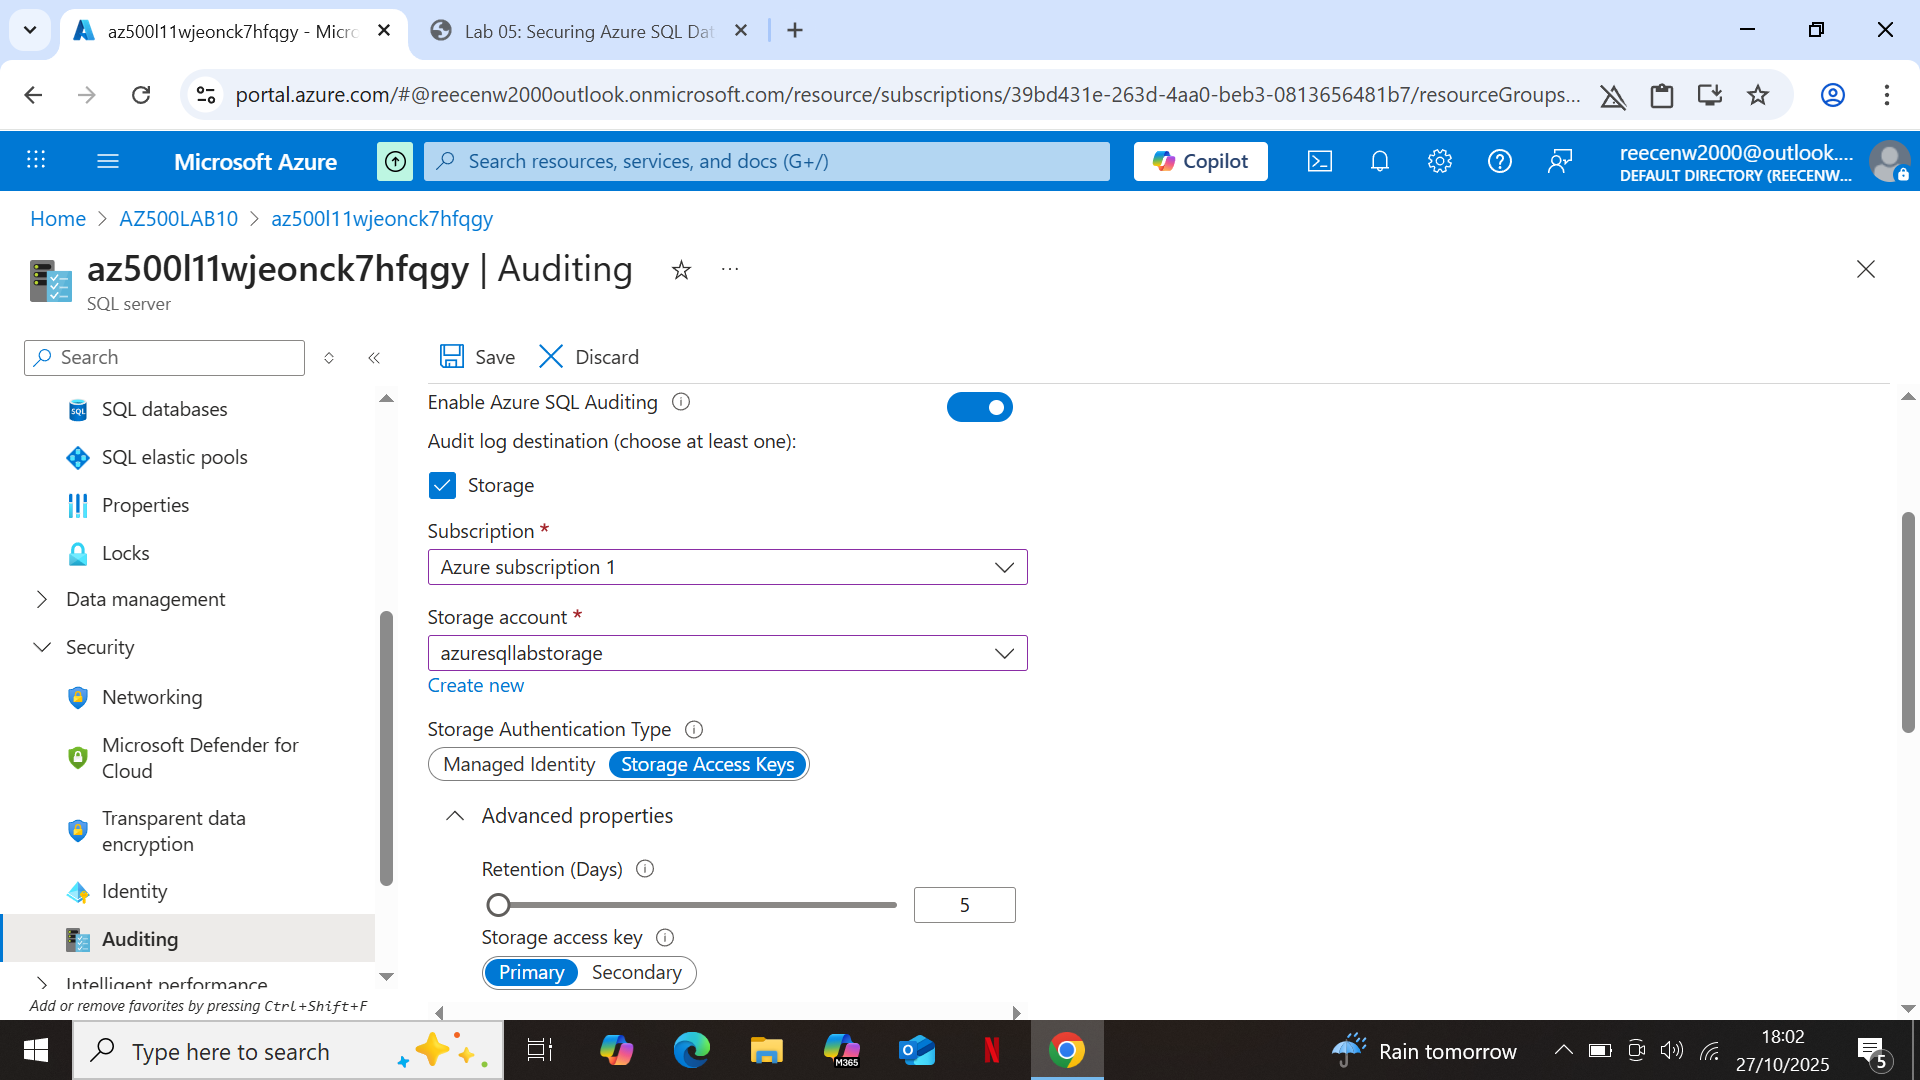 az500l11wjeonck7hfqgy - Micro
Lab 05: Securing Azure SQL Dat
portal.azure.com/#@reecenw2000outlook.onmicrosoft.com/resource/subscriptions/39bd431e-263d-4aa0-beb3-0813656481b7/resourceGroups...
Microsoft Azure
Search resources, services, and docs (G+/)
Copilot
reecenw2000@outlook....
DEFAULT DIRECTORY (REECENW...
Home > AZ500LAB10 > az500l11wjeonck7hfqgy
az500l11wjeonck7hfqgy | Auditing
SQL server
Search
Save
Discard
SQL databases
SQL elastic pools
Properties
Locks
Data management
Security
Networking
Microsoft Defender for
Cloud
Transparent data
encryption
Identity
Auditing
Intelligent performance
Add or remove favorites by pressing Ctrl+Shift+F
Enable Azure SQL Auditing
Audit log destination (choose at least one):
Storage
Subscription *
Azure subscription 1
Storage account *
azuresqllabstorage
Create new
Storage Authentication Type
Managed Identity
Storage Access Keys
Advanced properties
Retention (Days)
5
Storage access key
Primary
Secondary
Type here to search
M365
Rain tomorrow
18:02
27/10/2025
5